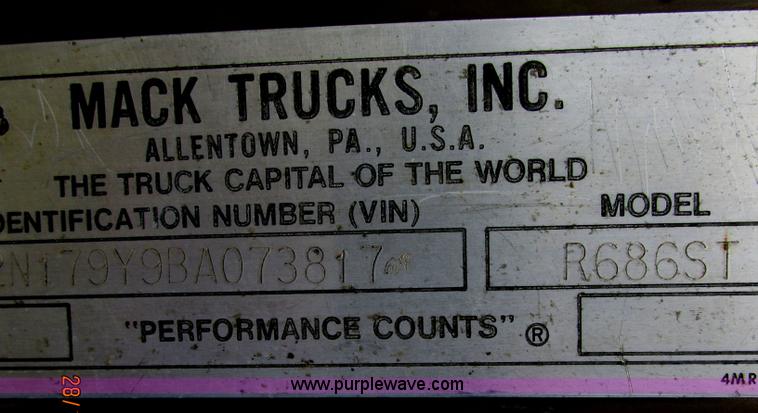 MACK TRUCKS, INC.
ALLENTOWN, PA., U.S.A.
THE TRUCK CAPITAL OF THE WORLD
DENTIFICATION NUMBER (VIN) MODEL
2N179Y9BA073817 R686ST
"PERFORMANCE COUNTS" ®
28/ www.purplewave.com 4MR